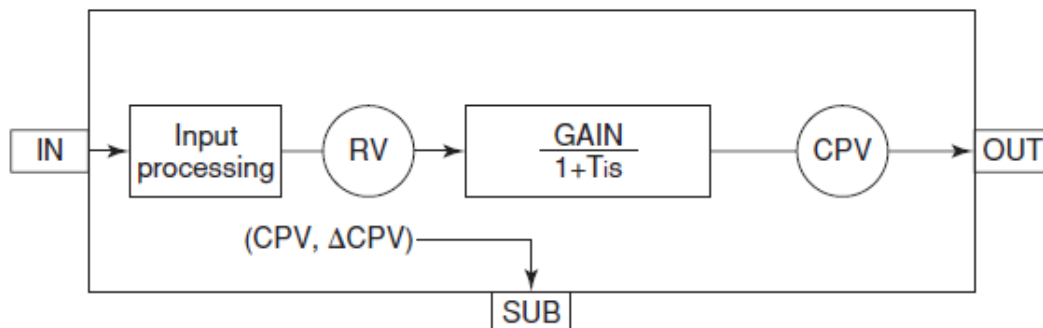 IN
Input
processing
RV
GAIN
1+Tis
CPV
OUT
(CPV, ΔCPV)
SUB